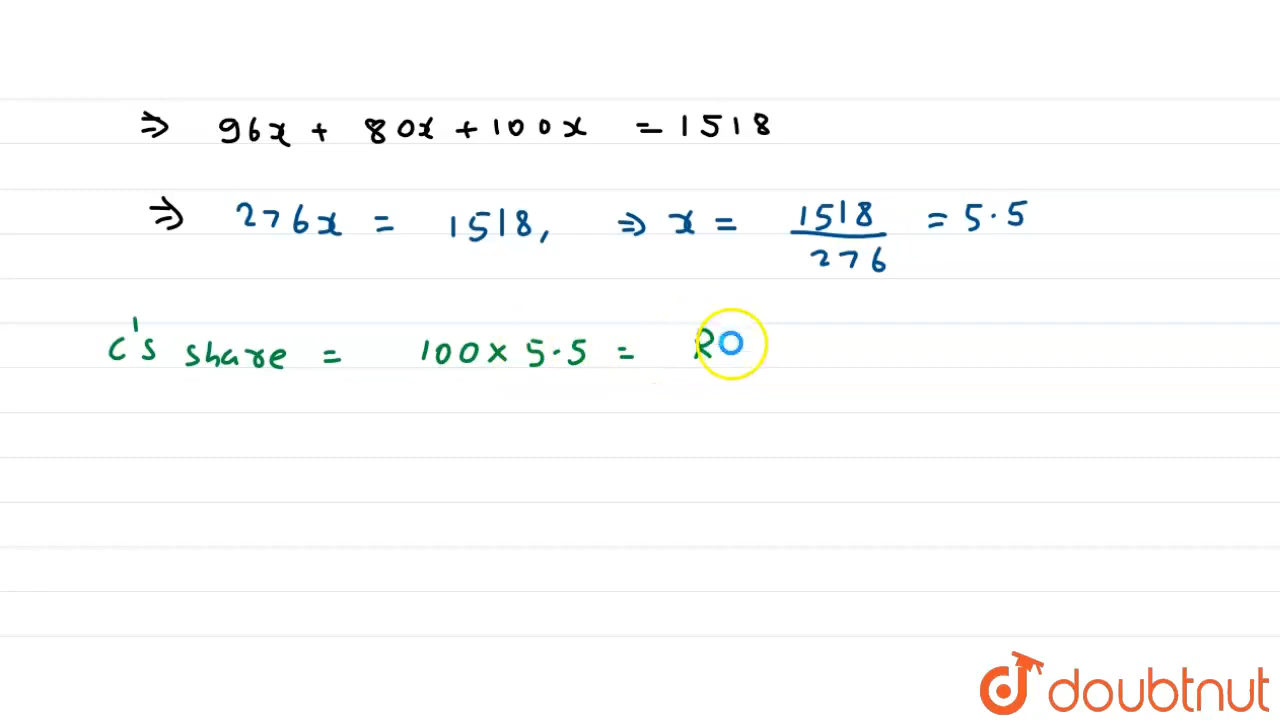 ⇒ 96x + 80x + 100x = 1518
⇒ 276x = 1518, ⇒ x = 1518/276 = 5.5
C's share = 100 × 5.5 = R
doubtnut